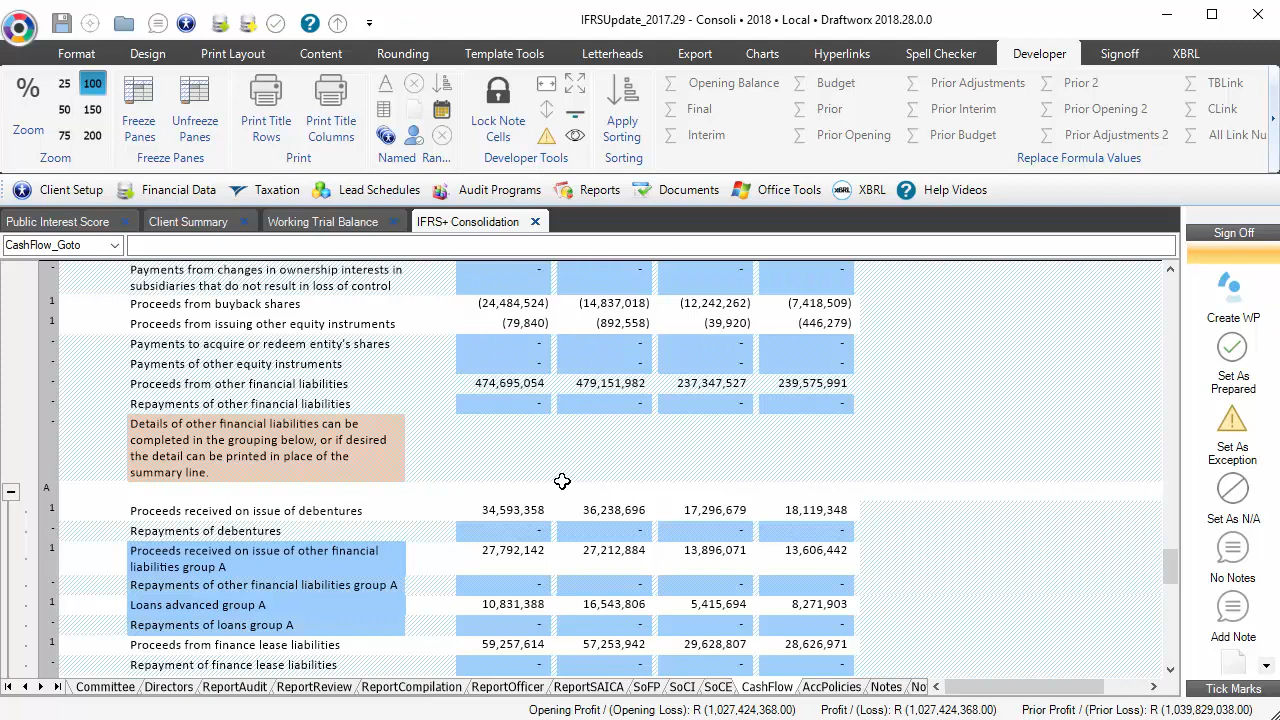 IFRSUpdate_2017.29 - Consoli • 2018 • Local • Draftworx 2018.28.0.0
Format Design Print Layout Content Rounding Template Tools Letterheads Export Charts Hyperlinks Spell Checker Developer Signoff XBRL
% 25 100 50 150 75 200 Zoom
Zoom
Freeze Panes Unfreeze Panes
Freeze Panes
Print Title Rows Print Title Columns
Print
Named Ran...
Lock Note Cells
Developer Tools
Apply Sorting
Sorting
Opening Balance Budget Prior Adjustments Prior 2 TBLink
Final Prior Prior Interim Prior Opening 2 CLink
Interim Prior Opening Prior Budget Prior Adjustments 2 All Link Nu
Replace Formula Values
Client Setup Financial Data Taxation Lead Schedules Audit Programs Reports Documents Office Tools XBRL XBRL Help Videos
Public Interest Score Client Summary Working Trial Balance IFRS+ Consolidation
CashFlow_Goto
- Payments from changes in ownership interests in - - - -
subsidiaries that do not result in loss of control
1 Proceeds from buyback shares (24,484,524) (14,837,018) (12,242,262) (7,418,509)
1 Proceeds from issuing other equity instruments (79,840) (892,558) (39,920) (446,279)
- Payments to acquire or redeem entity's shares - - - -
- Payments of other equity instruments - - - -
- Proceeds from other financial liabilities 474,695,054 479,151,982 237,347,527 239,575,991
- Repayments of other financial liabilities - - - -
- Details of other financial liabilities can be
completed in the grouping below, or if desired
the detail can be printed in place of the
summary line.
A
1 Proceeds received on issue of debentures 34,593,358 36,238,696 17,296,679 18,119,348
- Repayments of debentures - - - -
1 Proceeds received on issue of other financial 27,792,142 27,212,884 13,896,071 13,606,442
liabilities group A
- Repayments of other financial liabilities group A - - - -
1 Loans advanced group A 10,831,388 16,543,806 5,415,694 8,271,903
- Repayments of loans group A - - - -
1 Proceeds from finance lease liabilities 59,257,614 57,253,942 29,628,807 28,626,971
- Repayment of finance lease liabilities - - - -
Sign Off
Create WP
Set As Prepared
Set As Exception
Set As N/A
No Notes
Add Note
Tick Marks
Committee Directors ReportAudit ReportReview ReportCompilation ReportOfficer ReportSAICA SoFP SoCI SoCE CashFlow AccPolicies Notes No
Opening Profit / (Opening Loss): R (1,027,424,368.00) Profit / (Loss): R (1,027,424,368.00) Prior Profit / (Prior Loss): R (1,039,829,038.00)